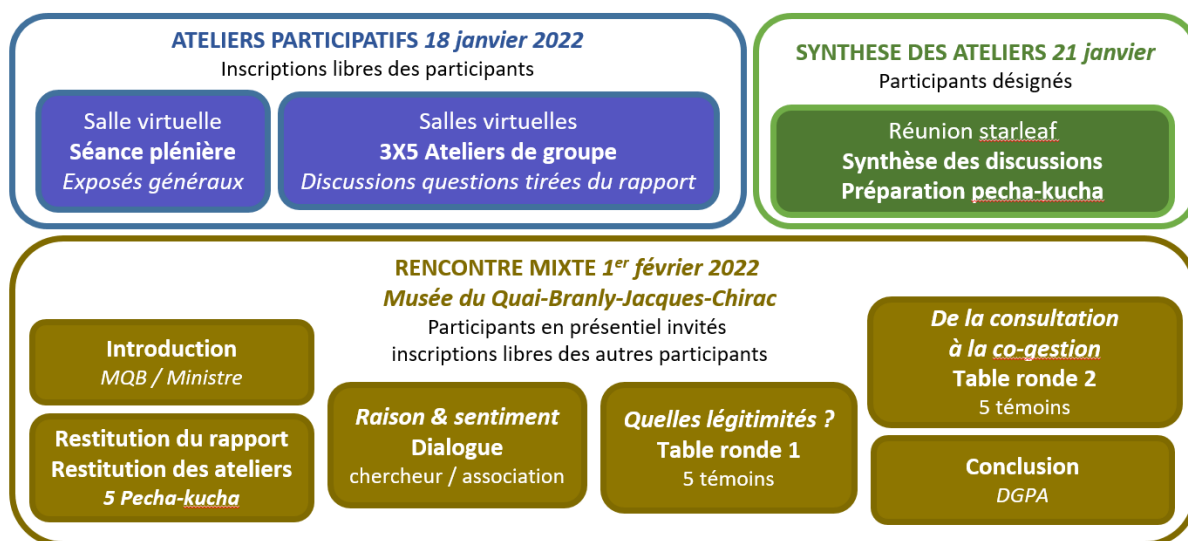 ATELIERS PARTICIPATIFS 18 janvier 2022
Inscriptions libres des participants
Salle virtuelle
Séance plénière
Exposés généraux
Salles virtuelles
3X5 Ateliers de groupe
Discussions questions tirées du rapport
SYNTHESE DES ATELIERS 21 janvier
Participants désignés
Réunion starleaf
Synthèse des discussions
Préparation pecha-kucha
RENCONTRE MIXTE 1er février 2022
Musée du Quai-Branly-Jacques-Chirac
Participants en présentiel invités
inscriptions libres des autres participants
Introduction
MQB / Ministre
Restitution du rapport
Restitution des ateliers
5 Pecha-kucha
Raison & sentiment
Dialogue
chercheur / association
Quelles légitimités ?
Table ronde 1
5 témoins
De la consultation
à la co-gestion
Table ronde 2
5 témoins
Conclusion
DGPA